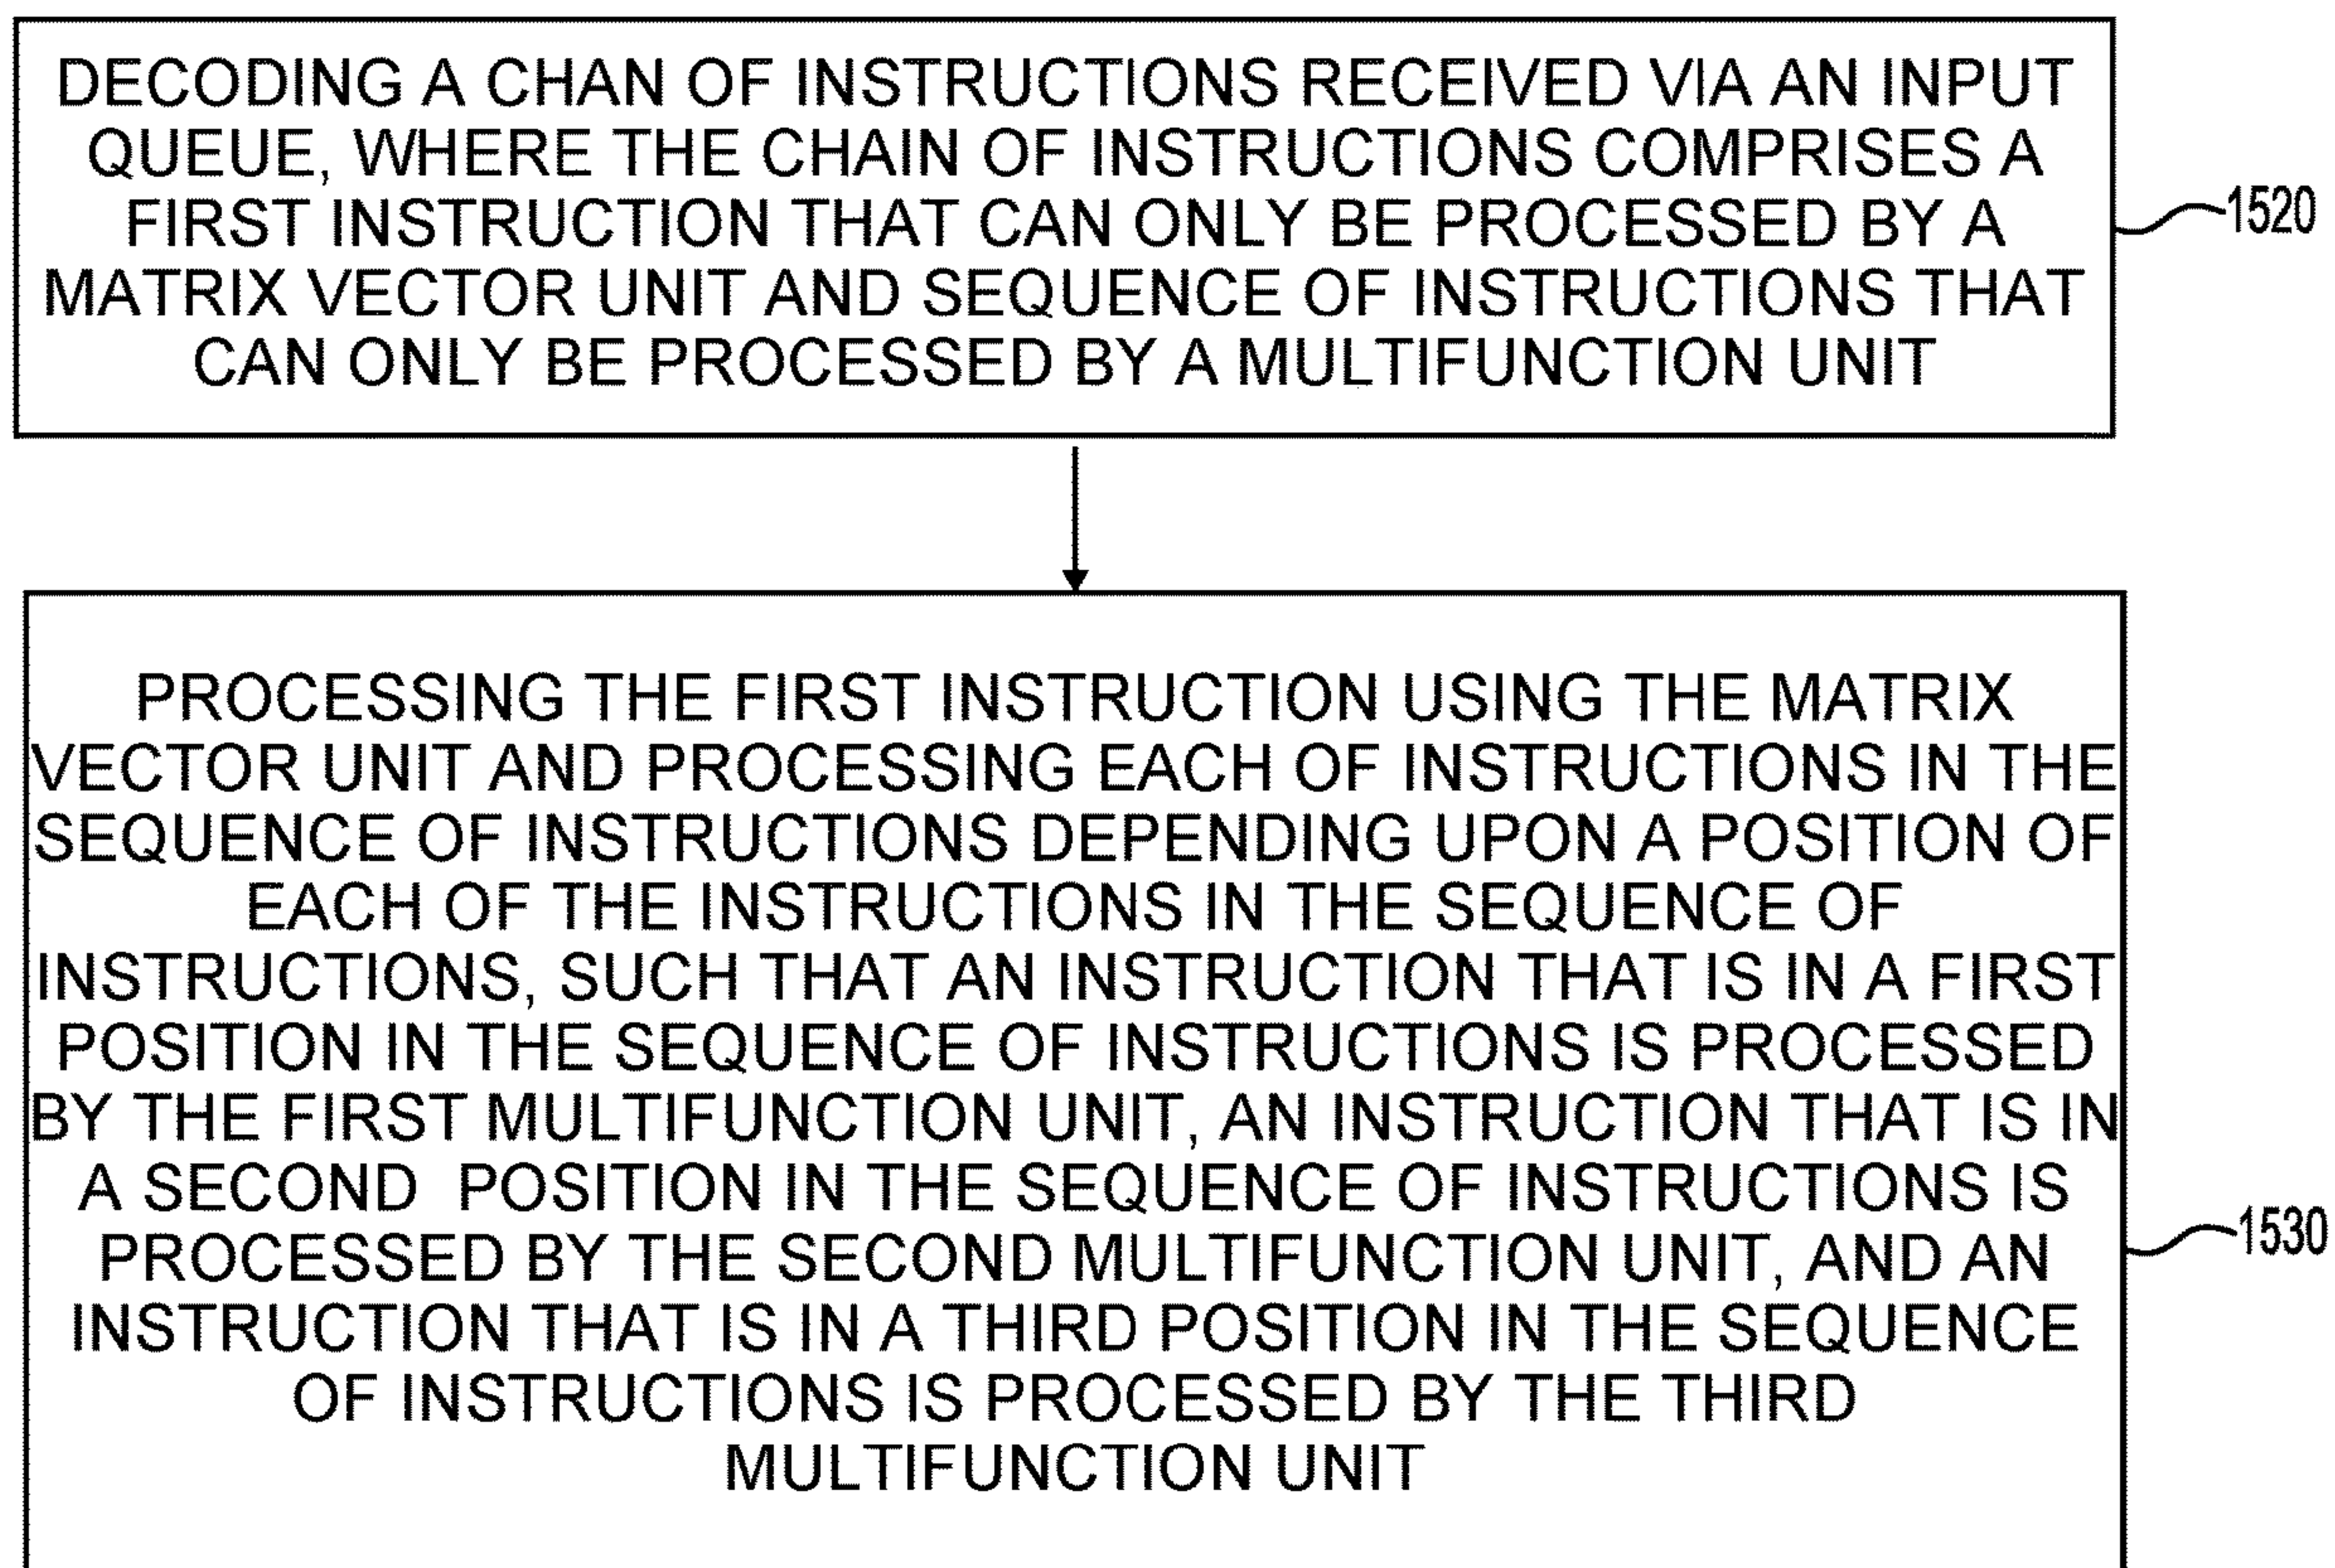 DECODING A CHAN OF INSTRUCTIONS RECEIVED VIA AN INPUT
QUEUE, WHERE THE CHAIN OF INSTRUCTIONS COMPRISES A
FIRST INSTRUCTION THAT CAN ONLY BE PROCESSED BY A
MATRIX VECTOR UNIT AND SEQUENCE OF INSTRUCTIONS THAT
CAN ONLY BE PROCESSED BY A MULTIFUNCTION UNIT
1520
PROCESSING THE FIRST INSTRUCTION USING THE MATRIX
VECTOR UNIT AND PROCESSING EACH OF INSTRUCTIONS IN THE
SEQUENCE OF INSTRUCTIONS DEPENDING UPON A POSITION OF
EACH OF THE INSTRUCTIONS IN THE SEQUENCE OF
INSTRUCTIONS, SUCH THAT AN INSTRUCTION THAT IS IN A FIRST
POSITION IN THE SEQUENCE OF INSTRUCTIONS IS PROCESSED
BY THE FIRST MULTIFUNCTION UNIT, AN INSTRUCTION THAT IS IN
A SECOND POSITION IN THE SEQUENCE OF INSTRUCTIONS IS
PROCESSED BY THE SECOND MULTIFUNCTION UNIT, AND AN
INSTRUCTION THAT IS IN A THIRD POSITION IN THE SEQUENCE
OF INSTRUCTIONS IS PROCESSED BY THE THIRD
MULTIFUNCTION UNIT
1530